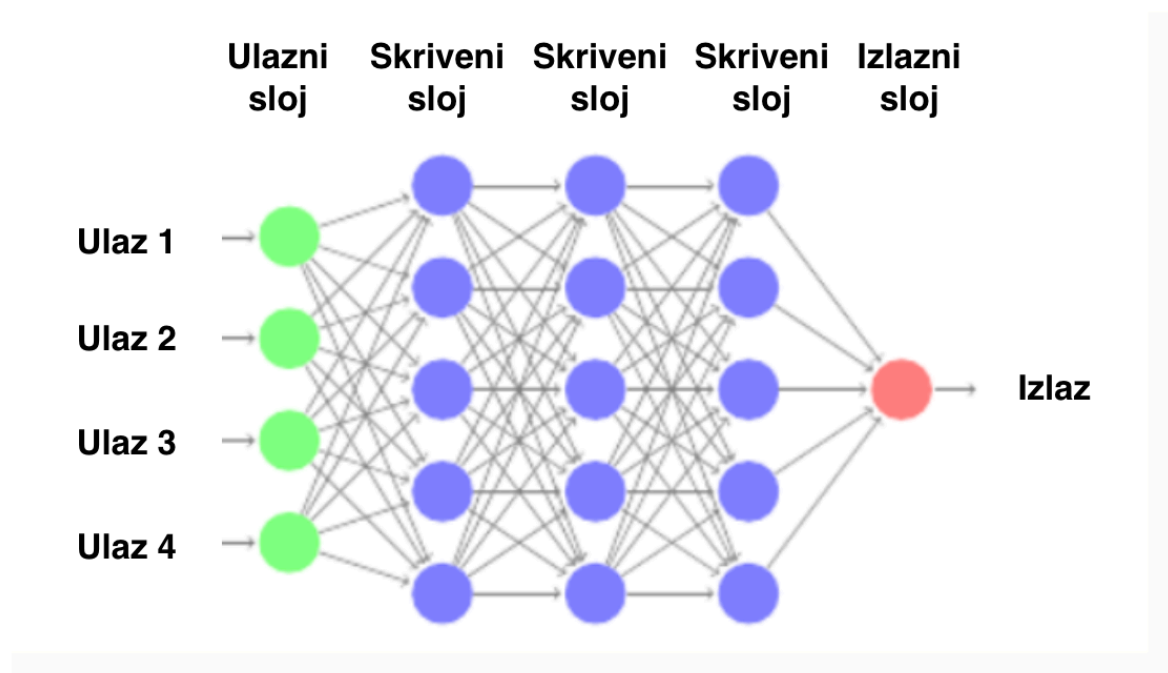 Ulazni Skriveni Skriveni Skriveni Izlazni
sloj sloj sloj sloj sloj
Ulaz 1
Ulaz 2
Ulaz 3
Izlaz
Ulaz 4